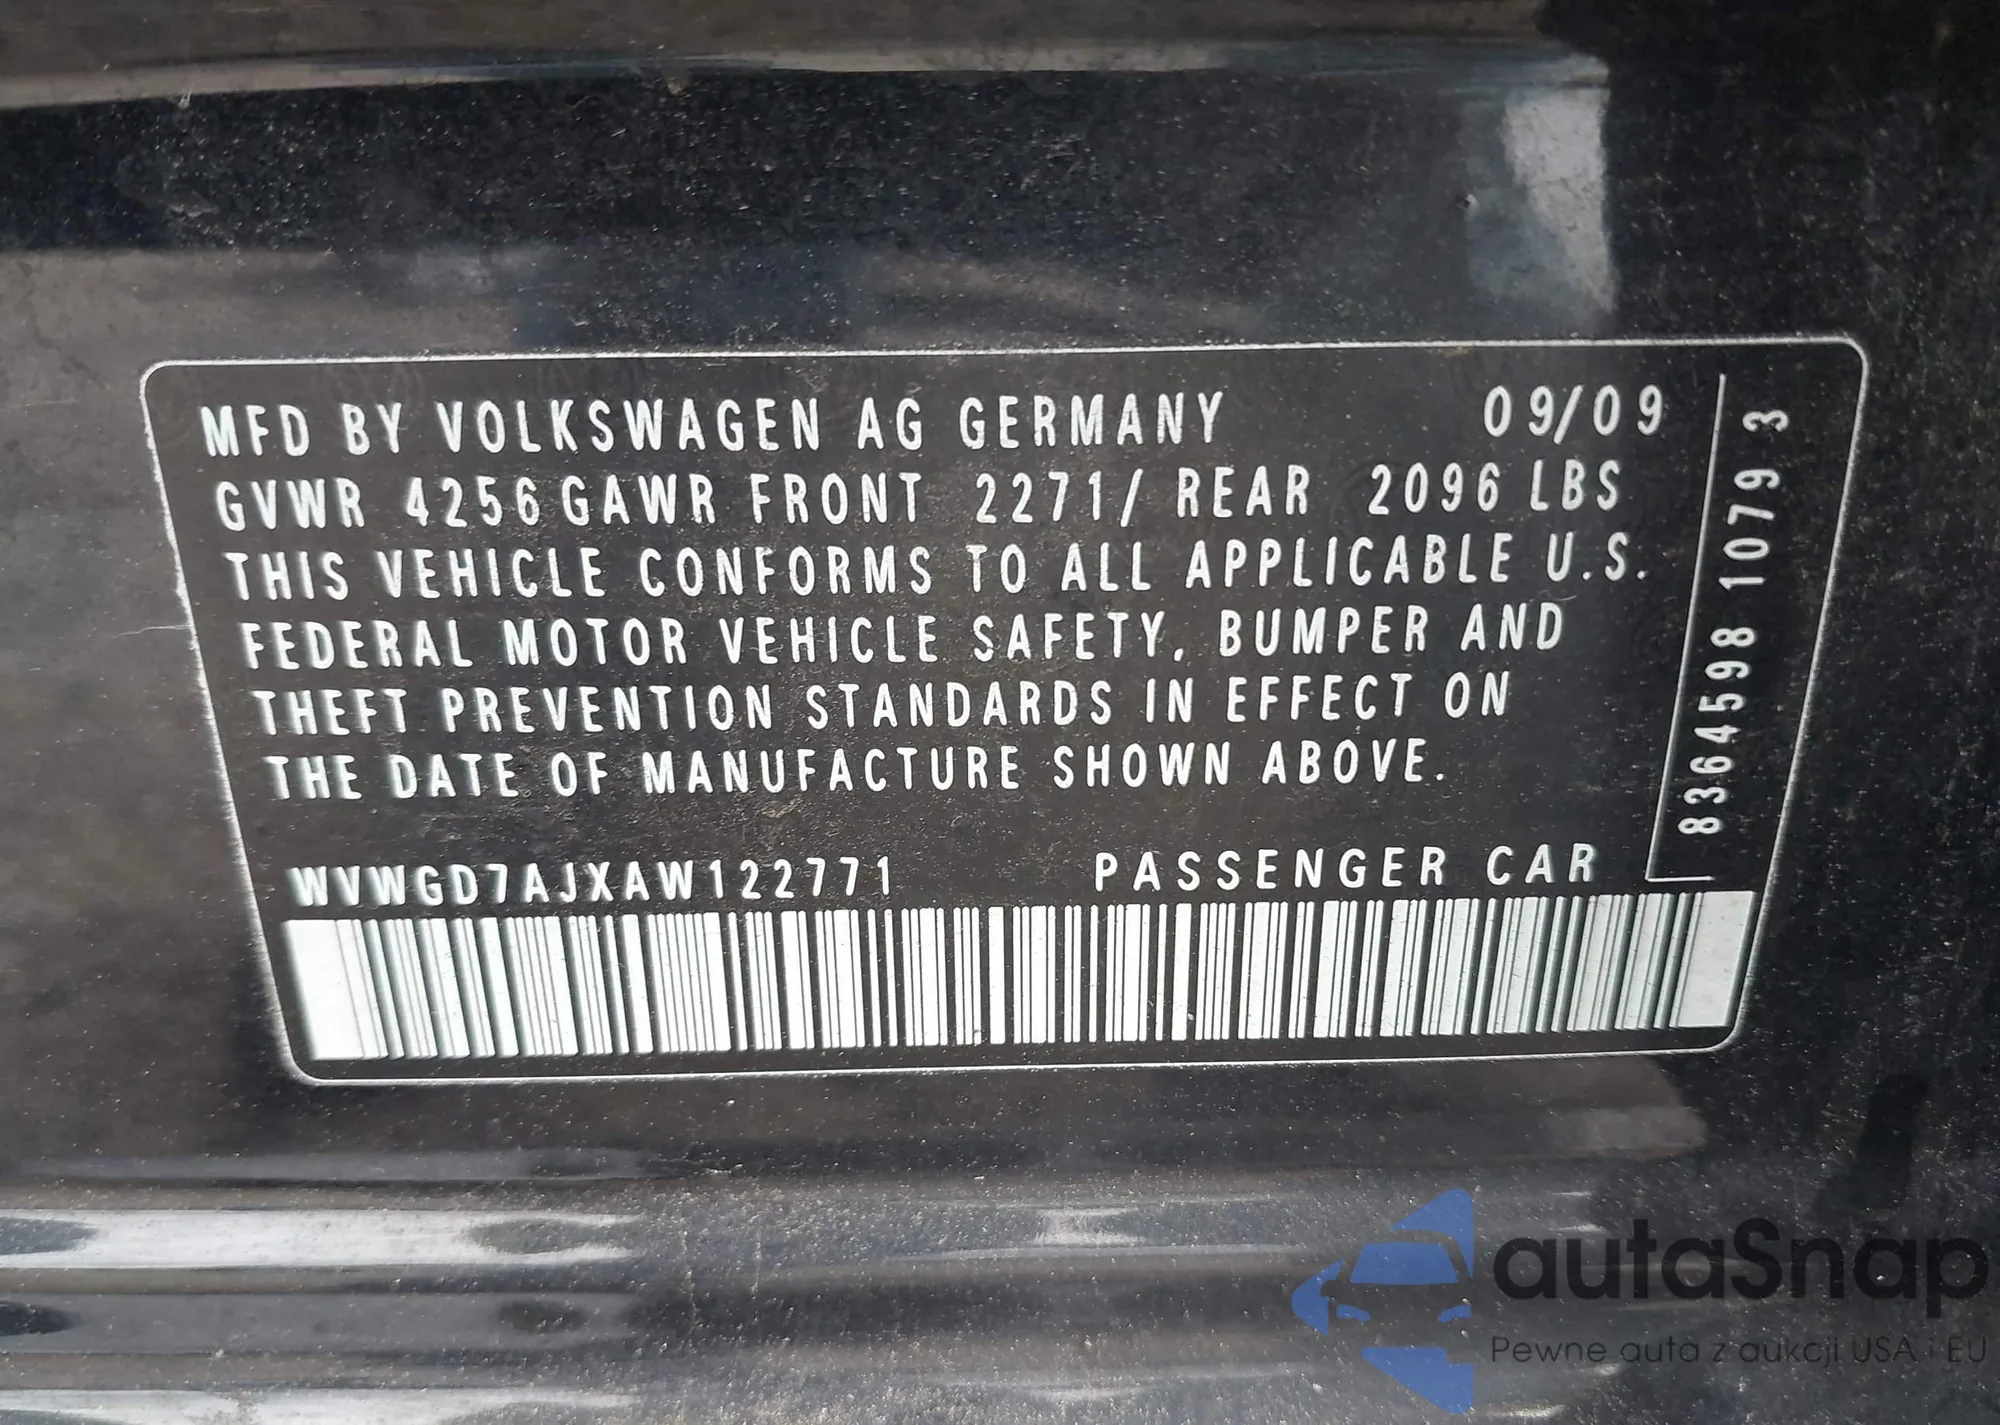 MFD BY VOLKSWAGEN AG GERMANY 09/09
GVWR 4256 GAWR FRONT 2271/ REAR 2096 LBS
THIS VEHICLE CONFORMS TO ALL APPLICABLE U.S.
FEDERAL MOTOR VEHICLE SAFETY, BUMPER AND
THEFT PREVENTION STANDARDS IN EFFECT ON
THE DATE OF MANUFACTURE SHOWN ABOVE.
WVWGD7AJXAW122771 PASSENGER CAR
8364598 1079 3
autaSnap
Pewne auta z aukcji USA i EU